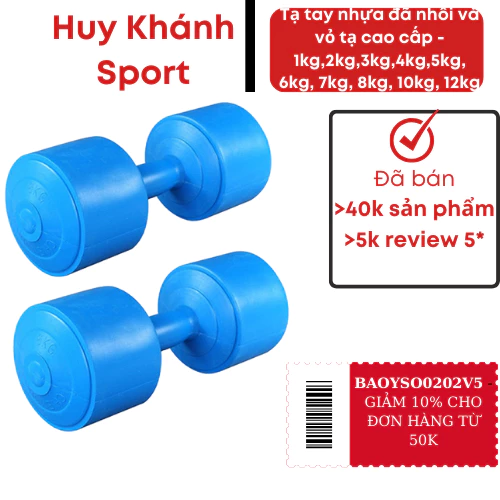 Huy Khánh
Sport
Tạ tay nhựa đã nhồi và
vỏ tạ cao cấp -
1kg,2kg,3kg,4kg,5kg,
6kg, 7kg, 8kg, 10kg, 12kg
Đã bán
>40k sản phẩm
>5k review 5*
BAOYSO0202V5 -
GIẢM 10% CHO
ĐƠN HÀNG TỪ
50K